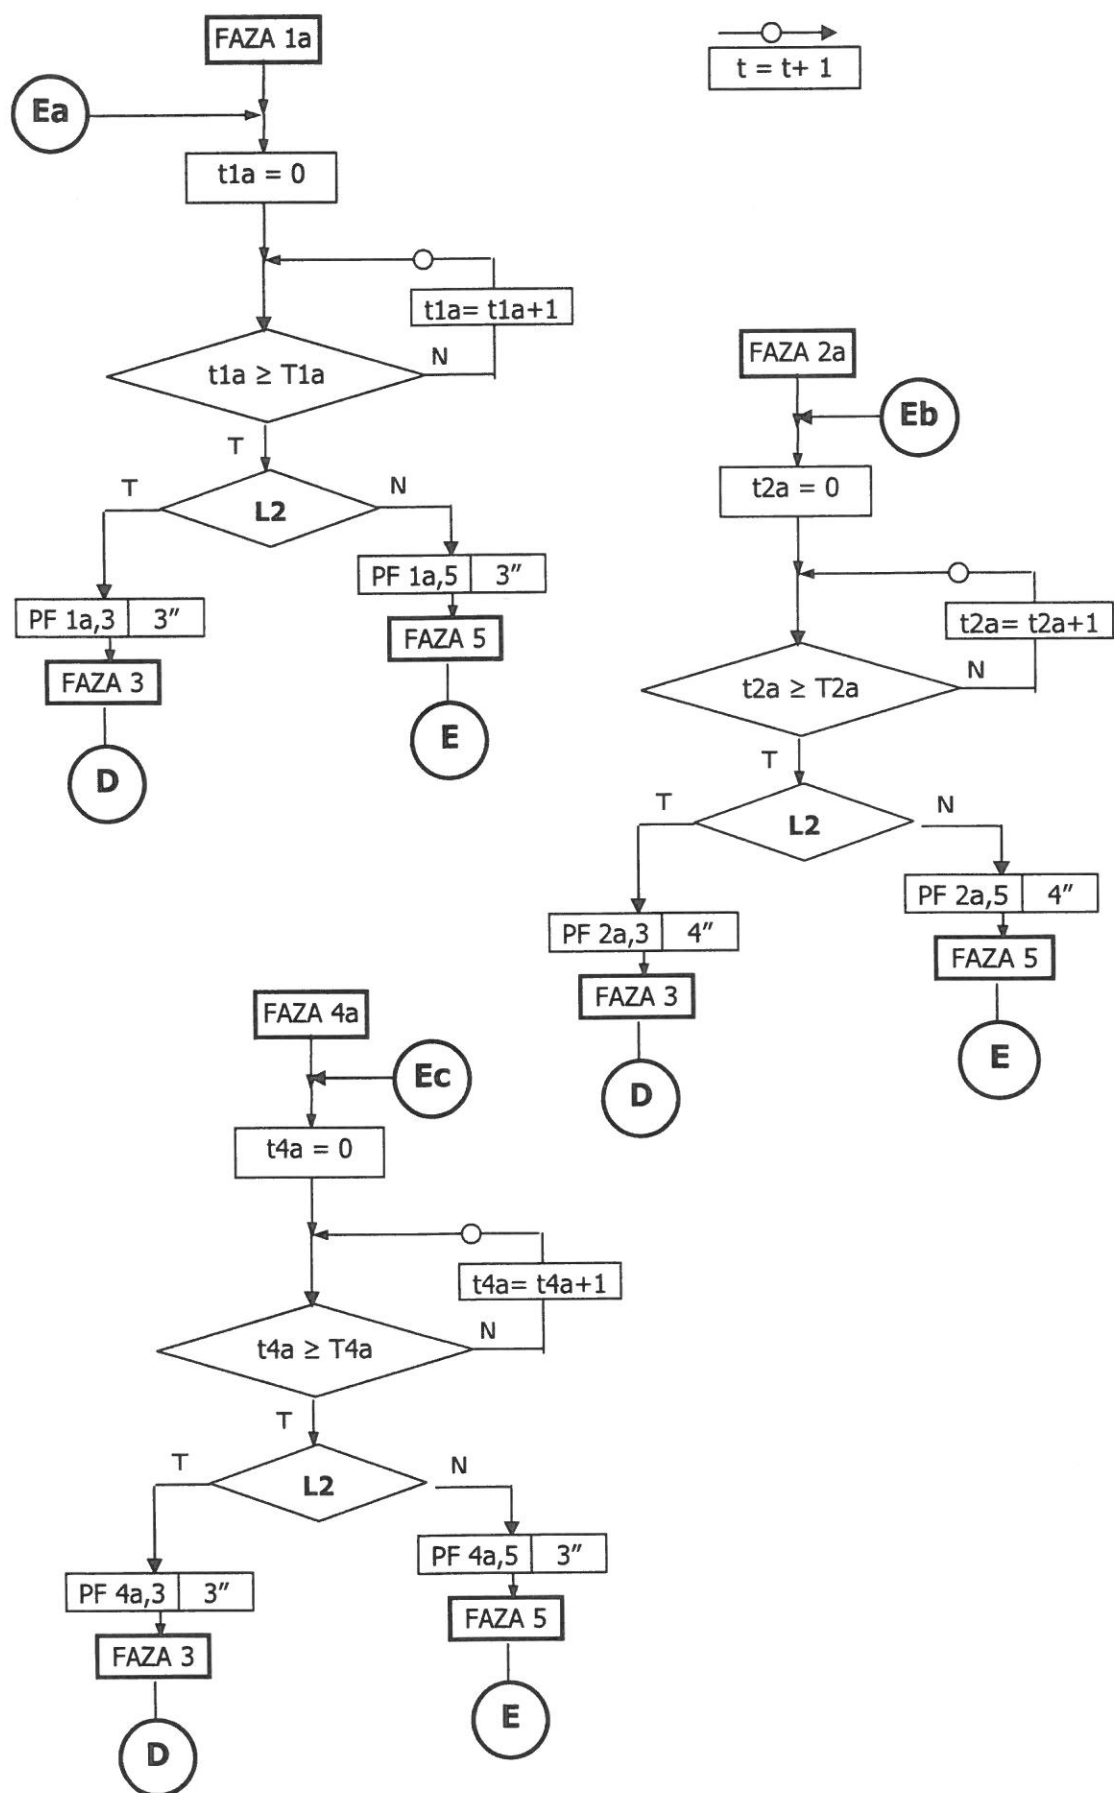 FAZA 1a
t = t+ 1
Ea
t1a = 0
t1a= t1a+1
t1a ≥ T1a
N
T
L2
T
N
PF 1a,5
3″
PF 1a,3
3″
FAZA 5
FAZA 3
E
D
FAZA 2a
Eb
t2a = 0
t2a= t2a+1
t2a ≥ T2a
N
T
L2
T
N
PF 2a,5
4″
PF 2a,3
4″
FAZA 5
FAZA 3
E
D
FAZA 4a
Ec
t4a = 0
t4a= t4a+1
t4a ≥ T4a
N
T
L2
T
N
PF 4a,5
3″
PF 4a,3
3″
FAZA 5
FAZA 3
E
D